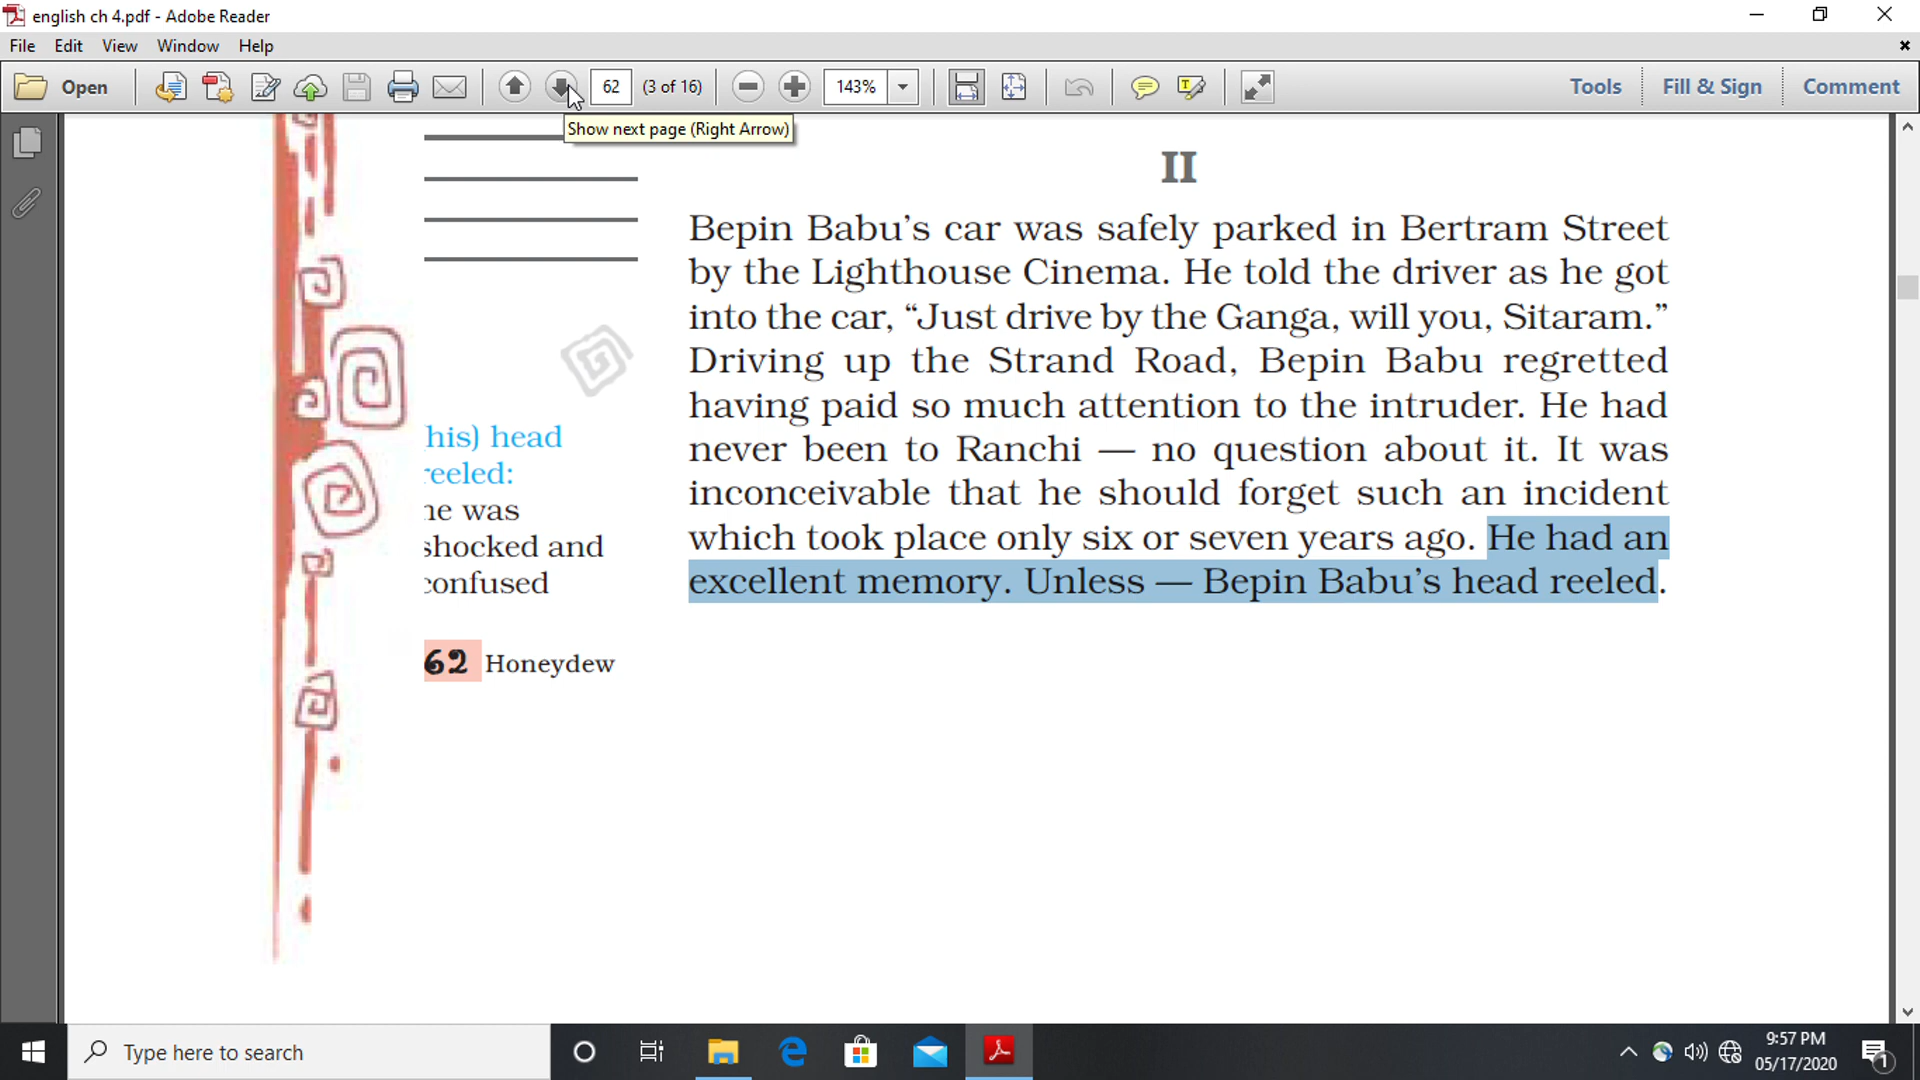 english ch 4.pdf - Adobe Reader
File Edit View Window Help
Open 62 (3 of 16) 143% Tools Fill & Sign Comment
Show next page (Right Arrow)
II
Bepin Babu's car was safely parked in Bertram Street
by the Lighthouse Cinema. He told the driver as he got
into the car, “Just drive by the Ganga, will you, Sitaram.”
Driving up the Strand Road, Bepin Babu regretted
having paid so much attention to the intruder. He had
never been to Ranchi — no question about it. It was
inconceivable that he should forget such an incident
which took place only six or seven years ago. He had an
excellent memory. Unless — Bepin Babu's head reeled.
(his) head
reeled:
he was
shocked and
confused
62 Honeydew
Type here to search
9:57 PM
05/17/2020
1